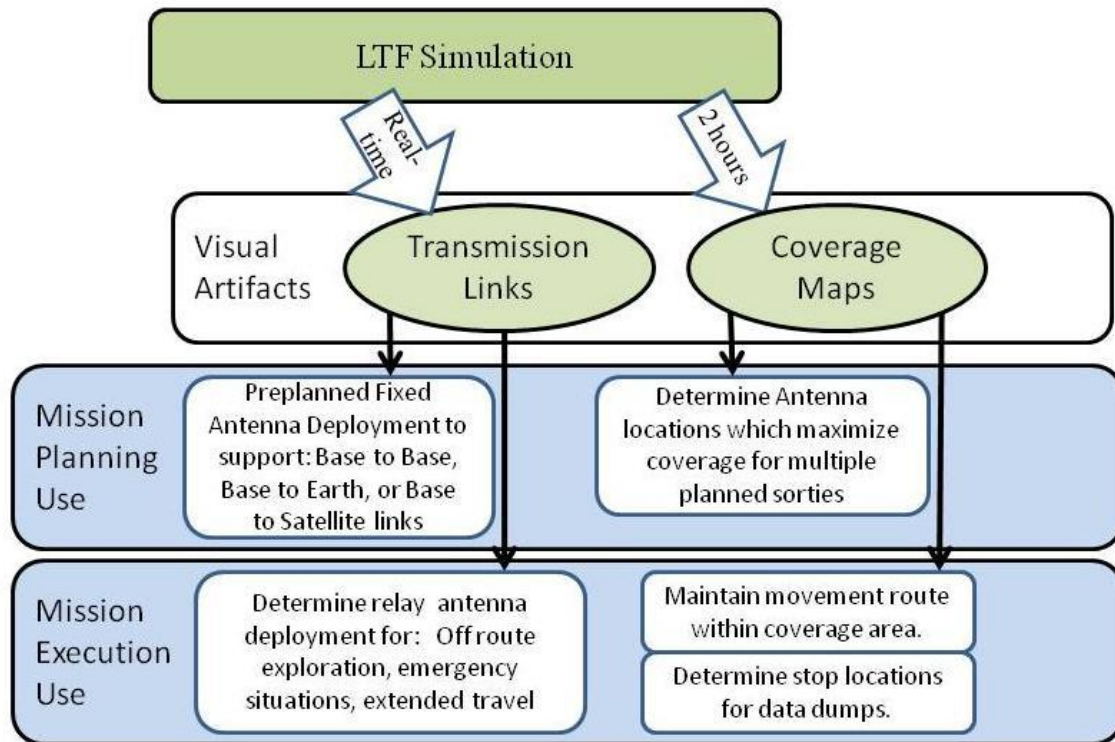 LTF Simulation
Real-
time
2 hours
Visual
Artifacts
Transmission
Links
Coverage
Maps
Mission
Planning
Use
Preplanned Fixed
Antenna Deployment to
support: Base to Base,
Base to Earth, or Base
to Satellite links
Determine Antenna
locations which maximize
coverage for multiple
planned sorties
Mission
Execution
Use
Determine relay antenna
deployment for: Off route
exploration, emergency
situations, extended travel
Maintain movement route
within coverage area.
Determine stop locations
for data dumps.